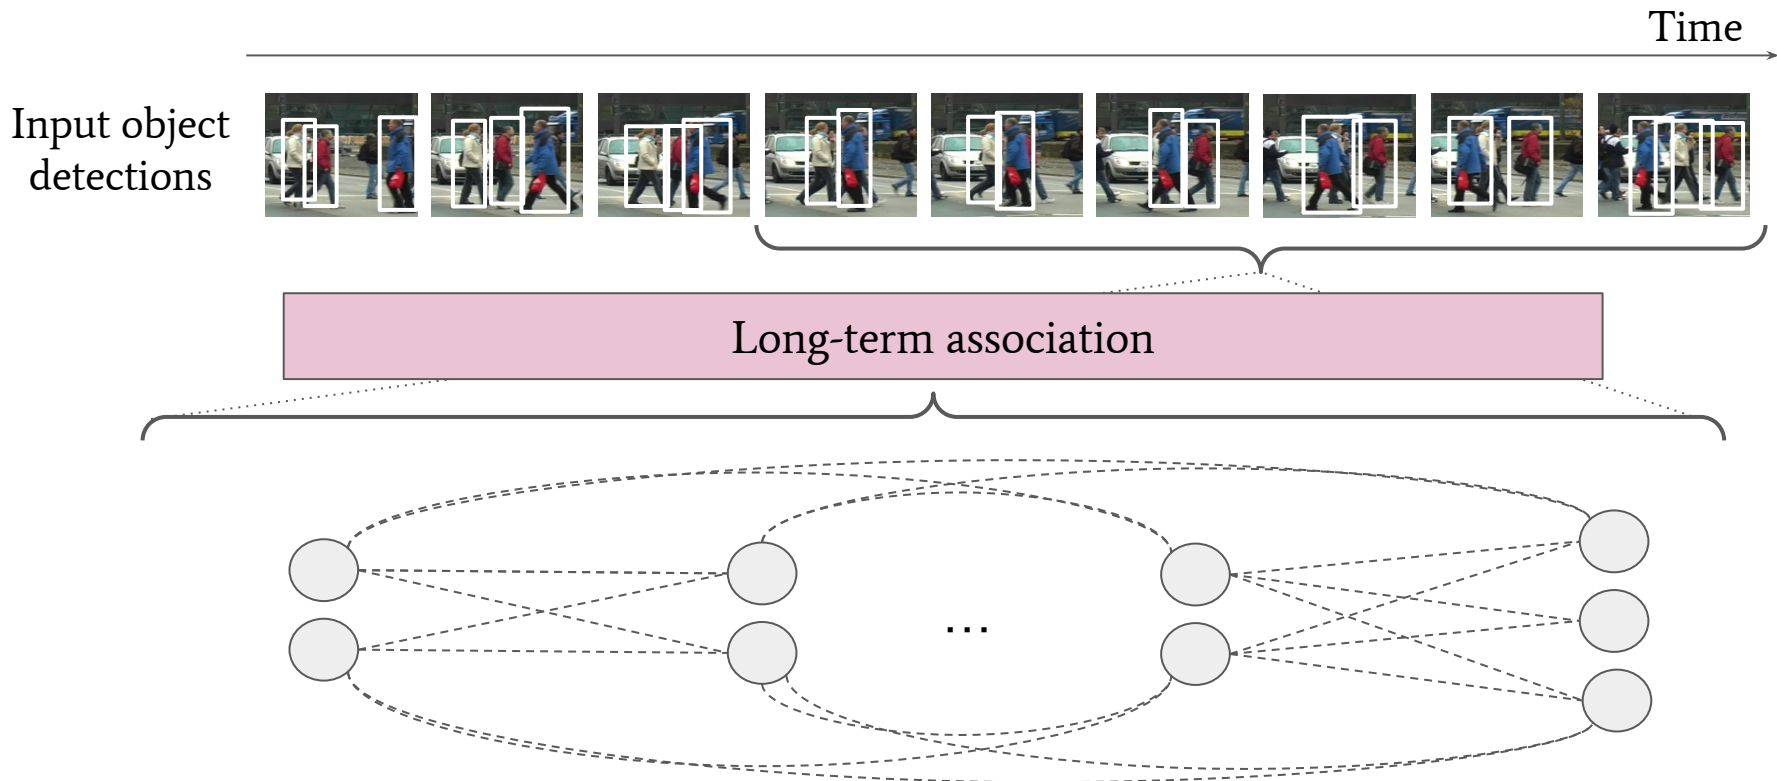 Time
Input object
detections
Long-term association
...